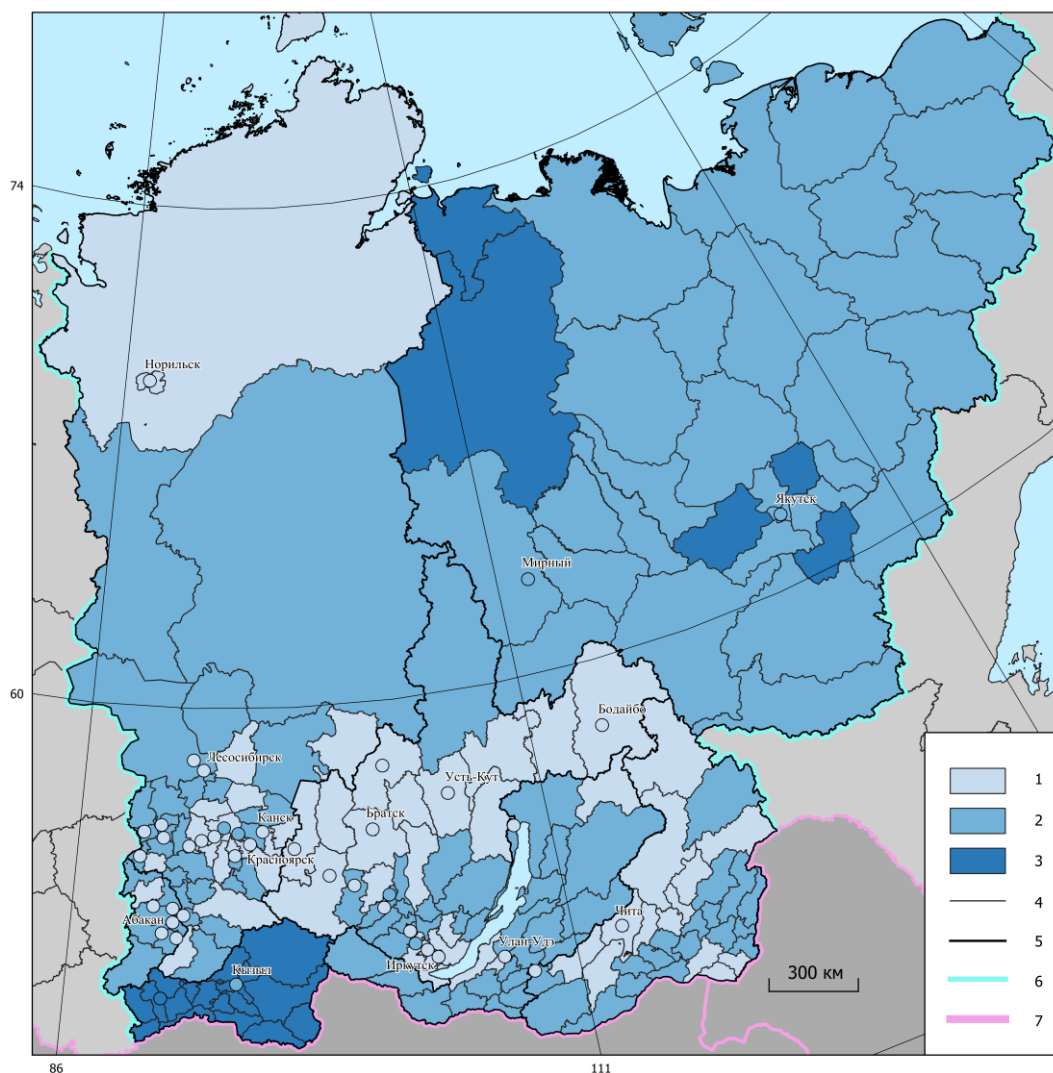 74
Норильск
Якутск
Мирный
60
Бодайбо
Лесосибирск
Усть-Кут
1
Канск
Братск
2
Красноярск
3
Абакан
Чита
4
Улан-Удэ
5
Иркутск
Кызыл
300 км
6
7
86
111